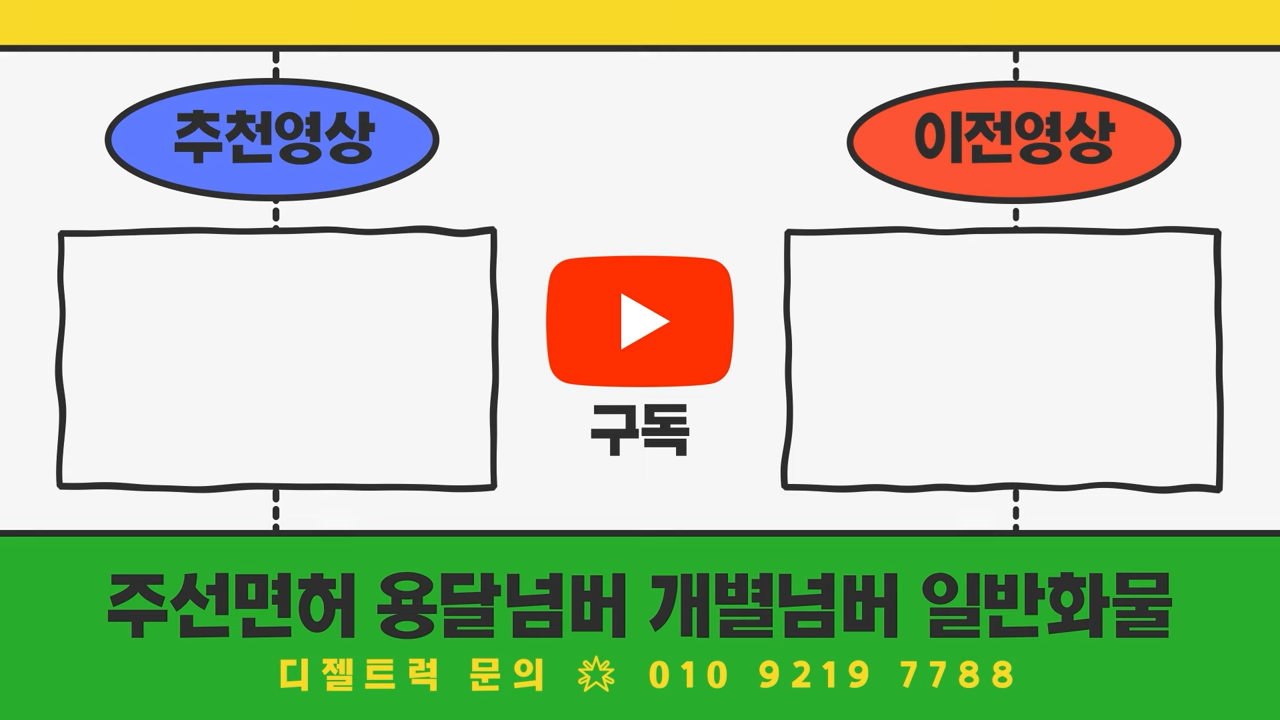 추천영상
이전영상
구독
주선면허 용달넘버 개별넘버 일반화물
디젤트럭 문의 010 9219 7788